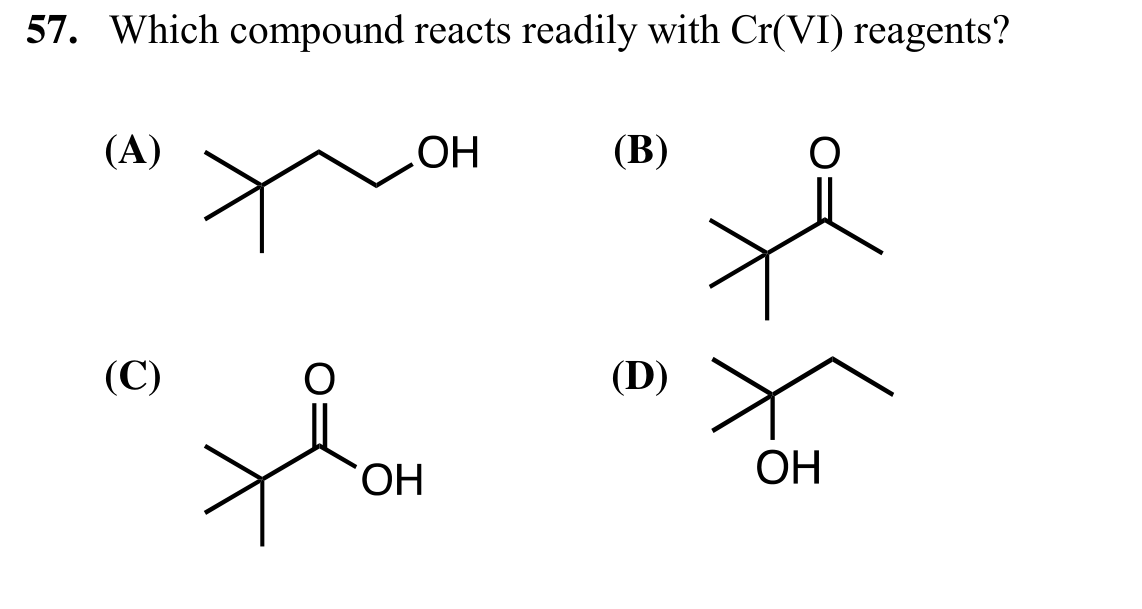 57. Which compound reacts readily with Cr(VI) reagents?
(A) OH (B) O
(C) O OH (D) OH